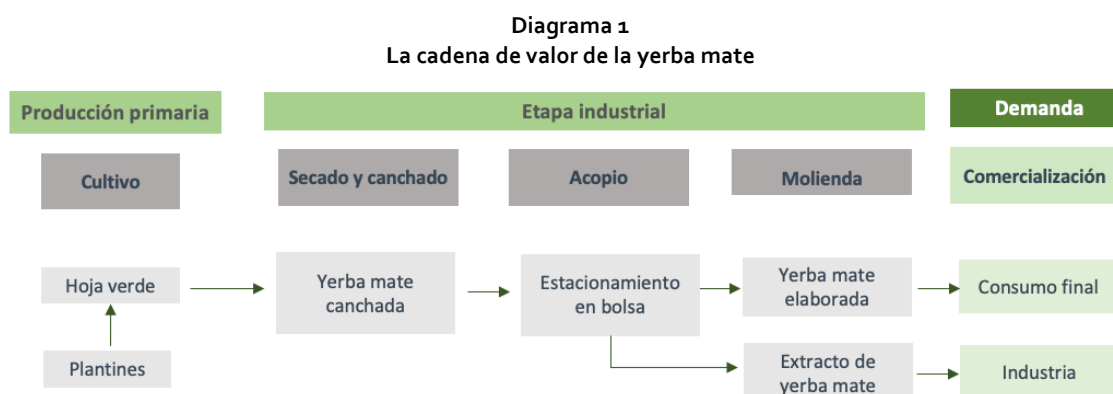 Diagrama 1
La cadena de valor de la yerba mate
Producción primaria
Etapa industrial
Demanda
Cultivo
Secado y canchado
Acopio
Molienda
Comercialización
Hoja verde
Yerba mate
canchada
Estacionamiento
en bolsa
Yerba mate
elaborada
Consumo final
Plantines
Extracto de
yerba mate
Industria